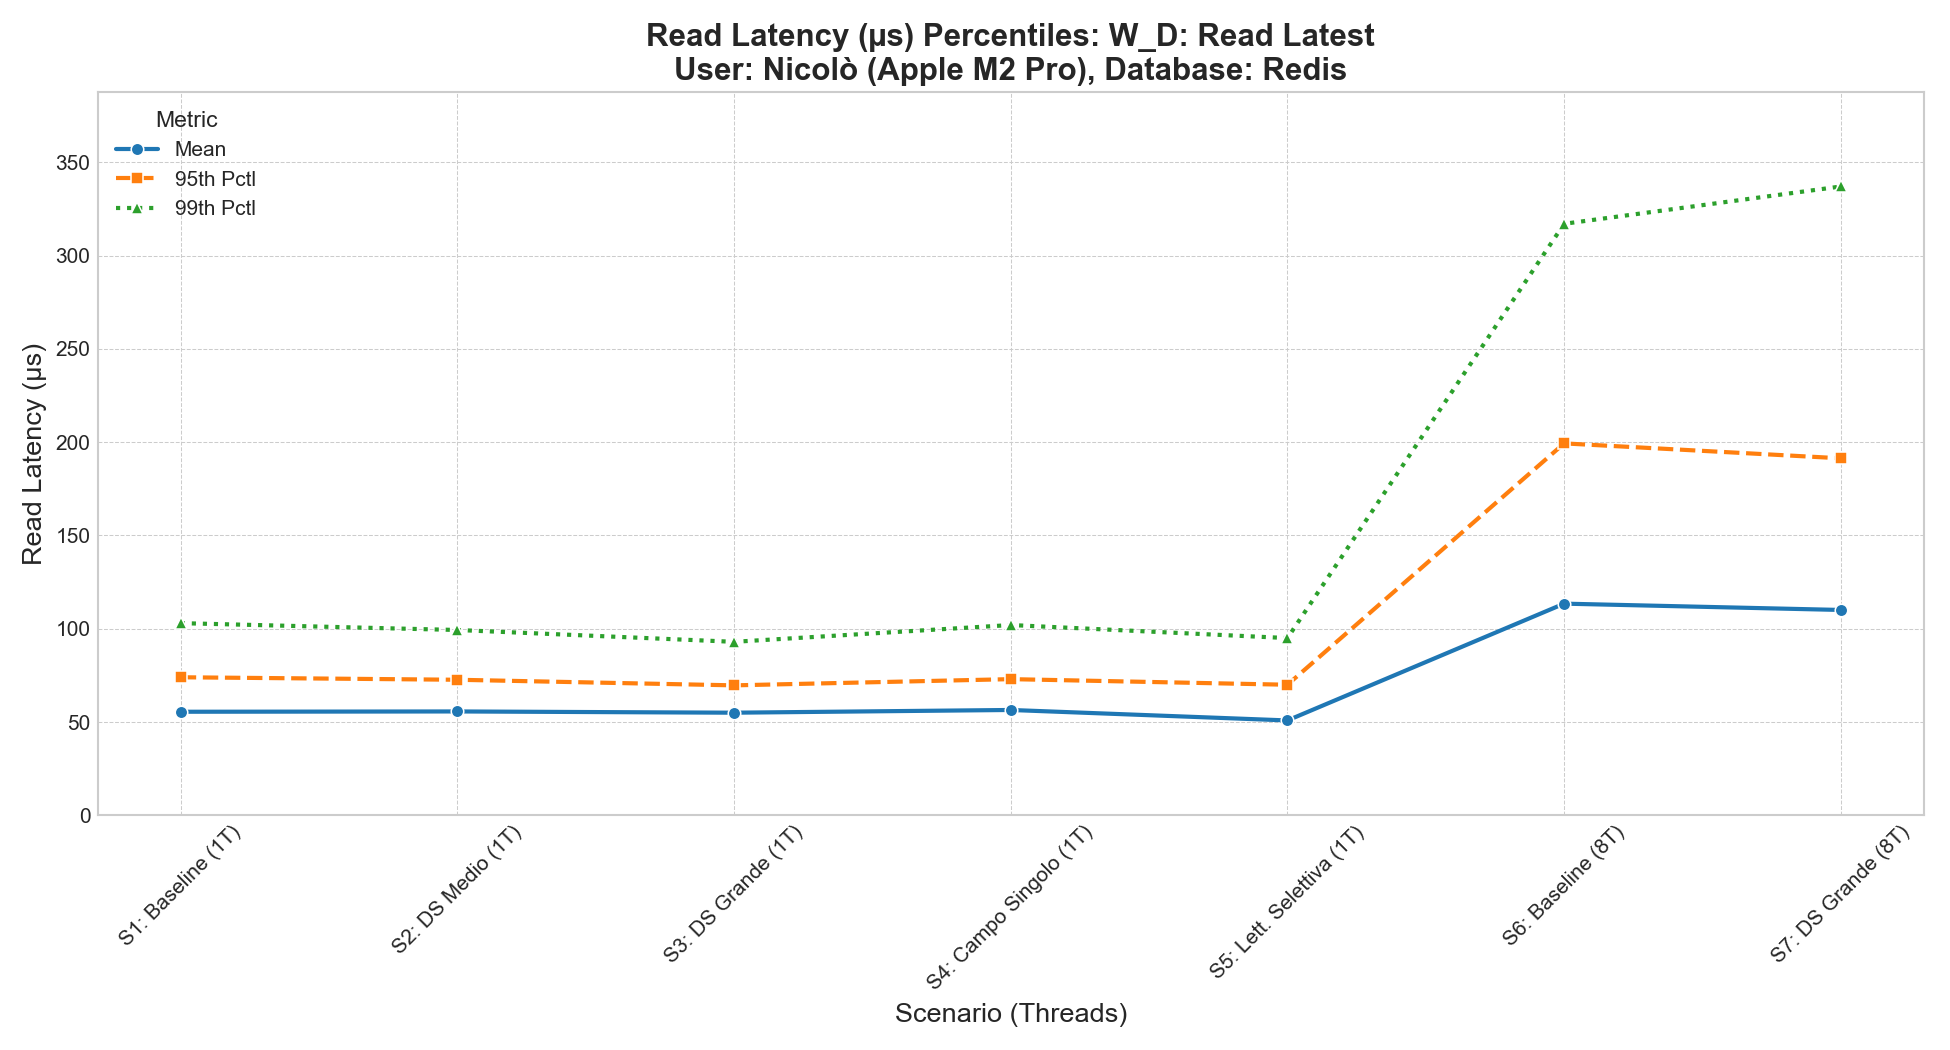 Read Latency (µs) Percentiles: W_D: Read Latest
User: Nicolò (Apple M2 Pro), Database: Redis
Metric
Mean
95th Pctl
99th Pctl
Read Latency (µs)
350
300
250
200
150
100
50
0
S1: Baseline (1T)
S2: DS Medio (1T)
S3: DS Grande (1T)
S4: Campo Singolo (1T)
S5: Lett. Selettiva (1T)
S6: Baseline (8T)
S7: DS Grande (8T)
Scenario (Threads)